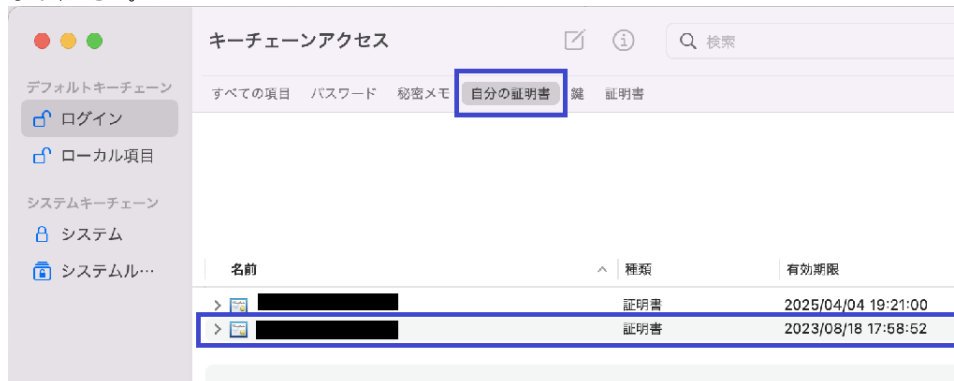 キーチェーンアクセス
検索
デフォルトキーチェーン
ログイン
ローカル項目
システムキーチェーン
システム
システムル…
すべての項目 パスワード 秘密メモ 自分の証明書 鍵 証明書
名前 種類 有効期限
証明書 2025/04/04 19:21:00
証明書 2023/08/18 17:58:52